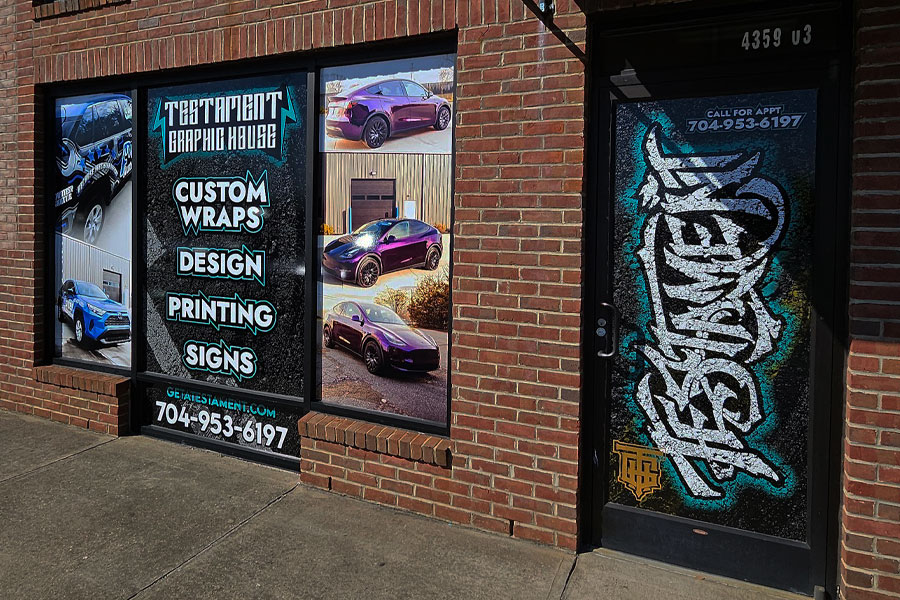 TESTAMENT
GRAPHIC HOUSE
CUSTOM
WRAPS
DESIGN
PRINTING
SIGNS
GETATESTAMENT.COM
704-953-6197
4359 U3
CALL FOR APPT
704-953-6197
TESTAMENT
TGH